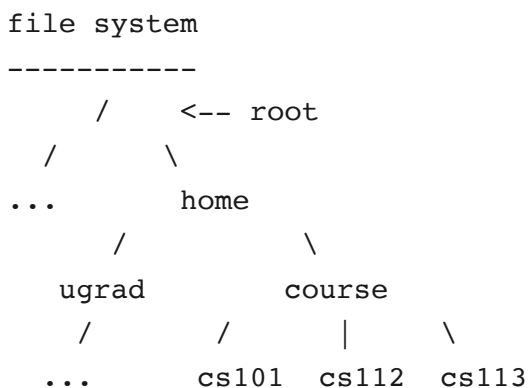 file system
-----------
/ <-- root
/ \
... home
/ \
ugrad course
/ / | \
... cs101 cs112 cs113